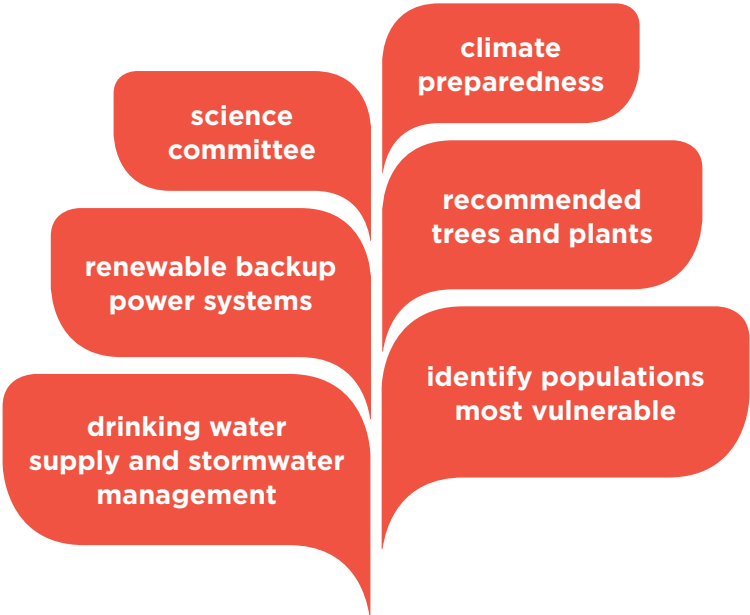 climate
preparedness
science
committee
recommended
trees and plants
renewable backup
power systems
identify populations
most vulnerable
drinking water
supply and stormwater
management